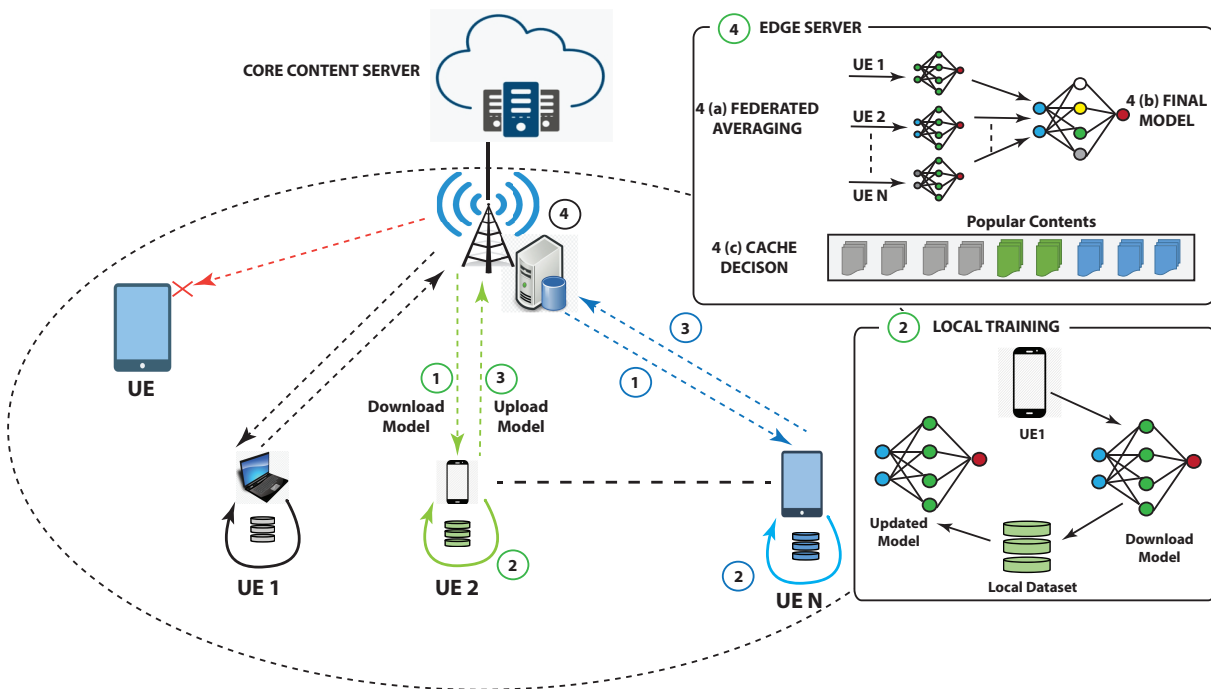 CORE CONTENT SERVER
4
EDGE SERVER
4 (a) FEDERATED
AVERAGING
UE 1
UE 2
UE N
4 (b) FINAL
MODEL
Popular Contents
4 (c) CACHE
DECISON
4
UE
1
Download
Model
3
Upload
Model
3
1
UE 1
UE 2
2
2
UE N
2
LOCAL TRAINING
UE1
Updated
Model
Download
Model
Local Dataset